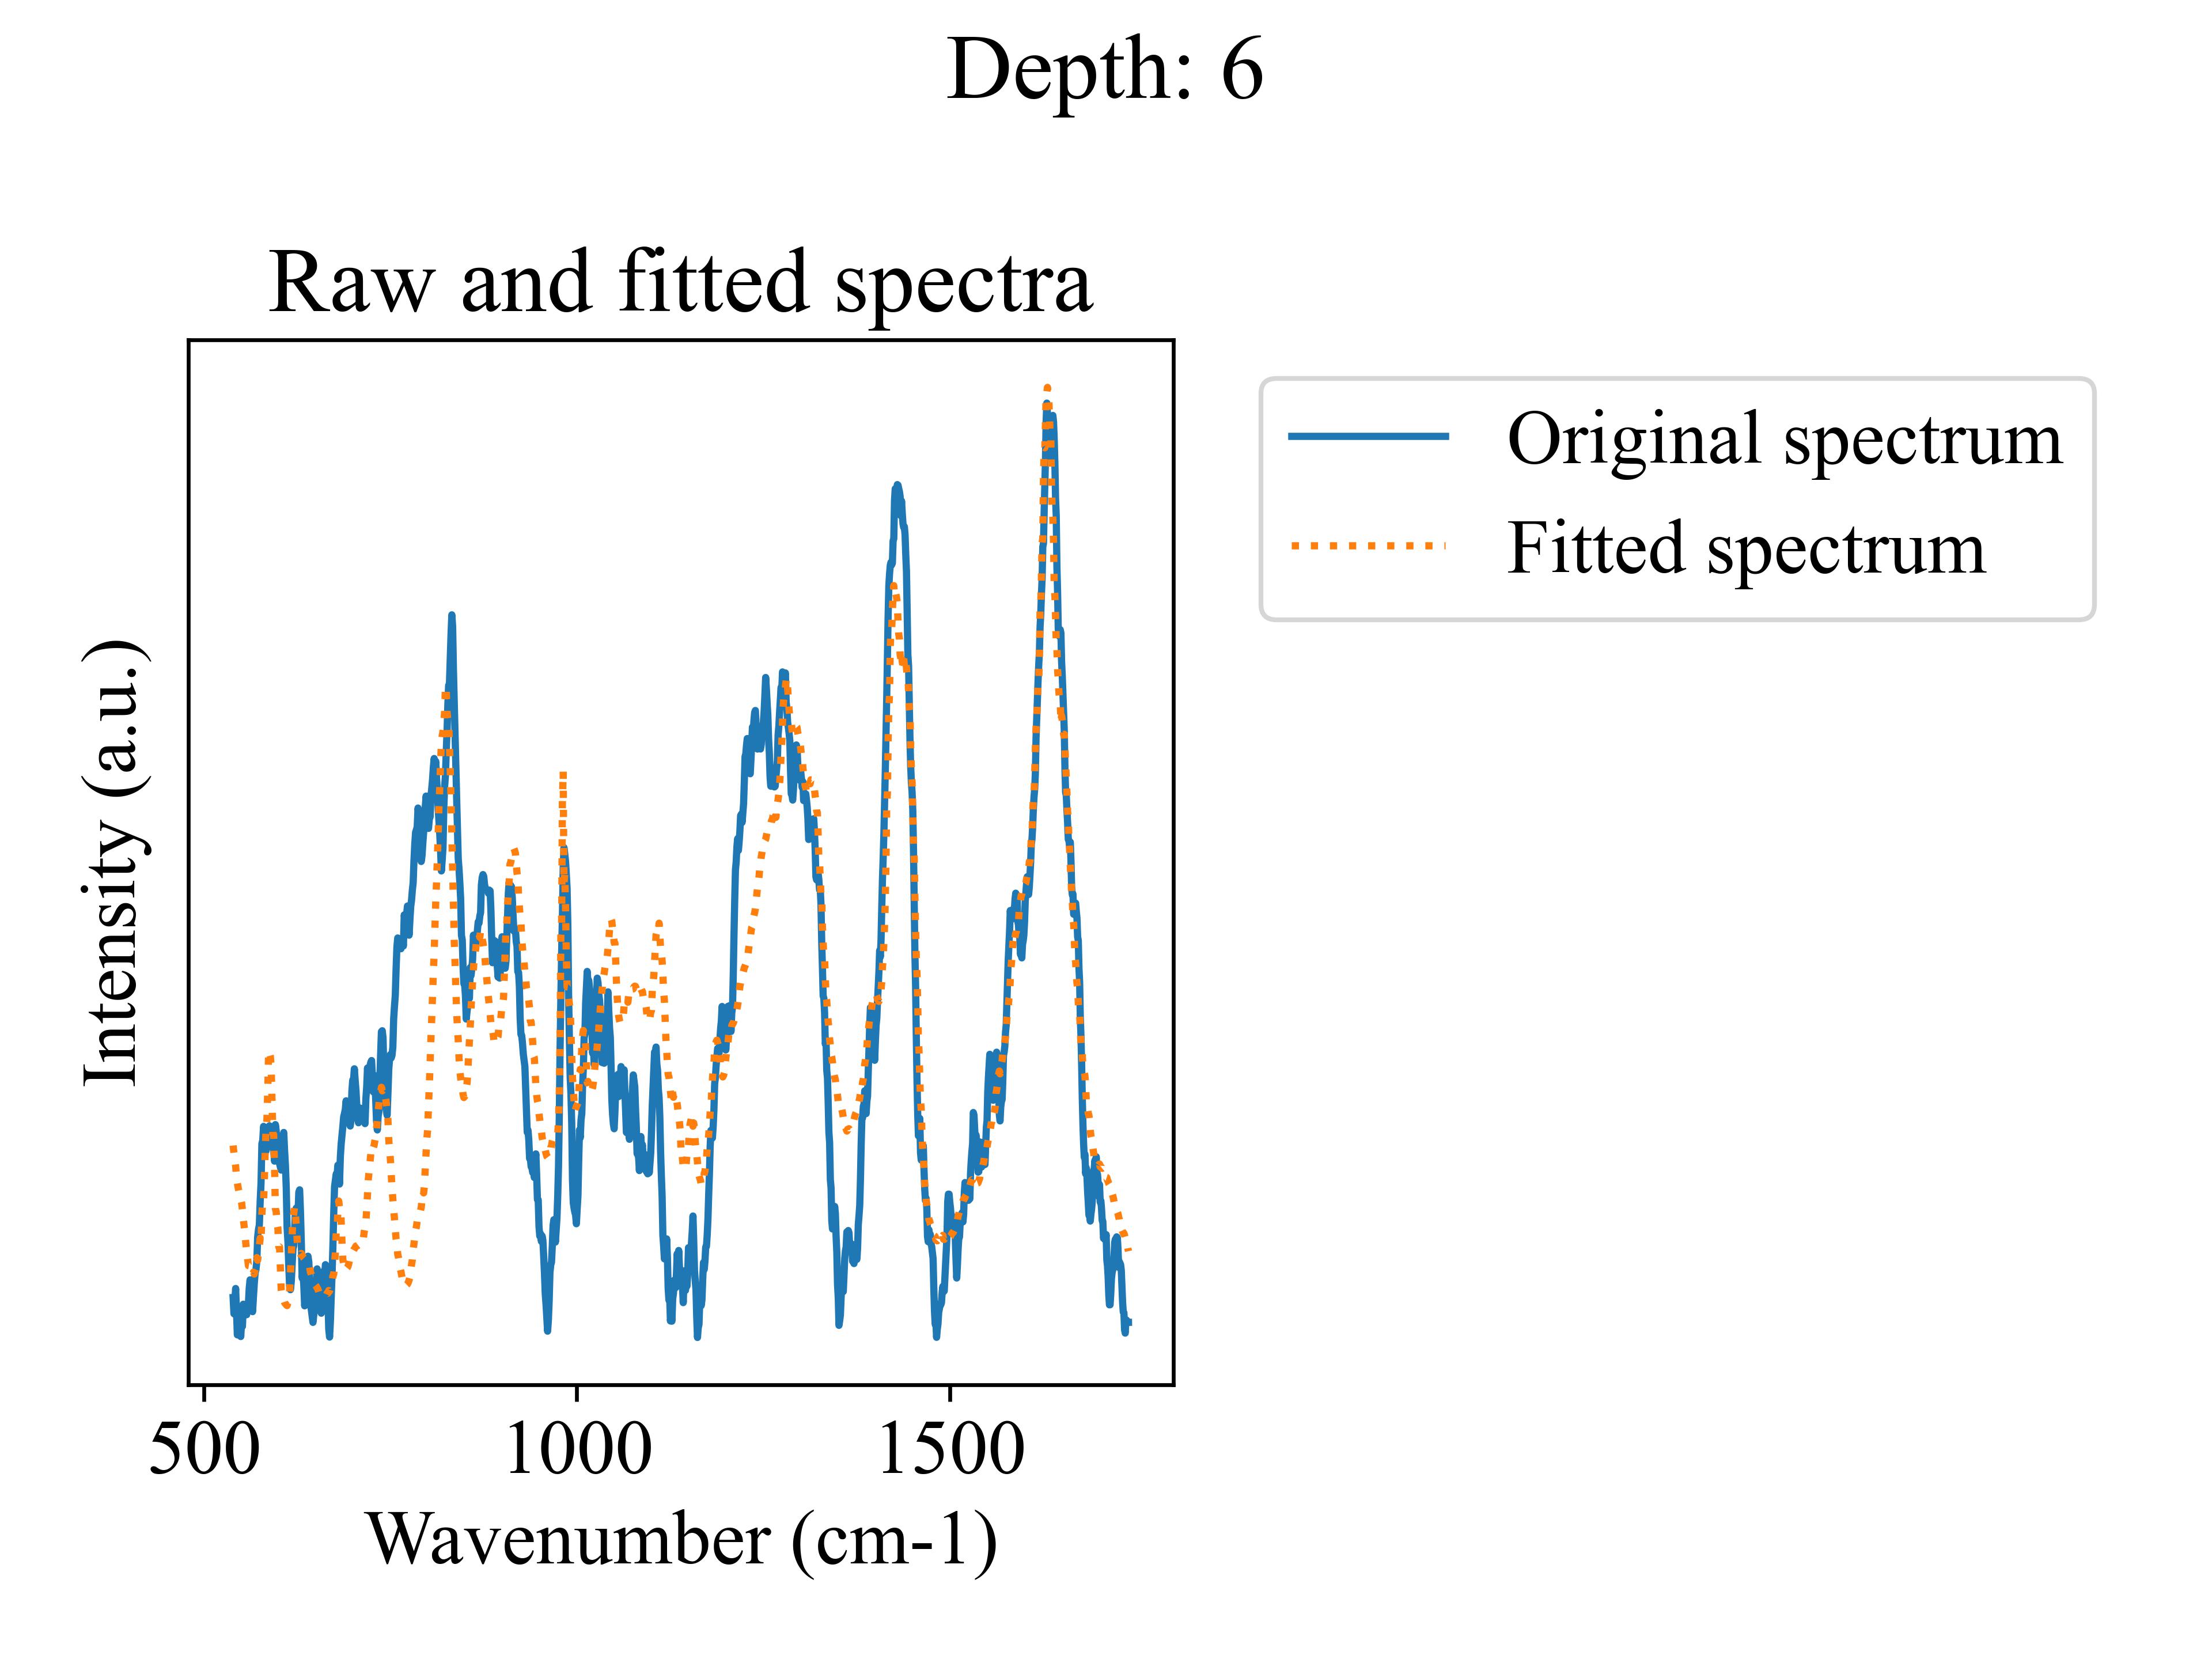 Depth: 6
Raw and fitted spectra
Original spectrum
Fitted spectrum
Intensity (a.u.)
500 1000 1500
Wavenumber (cm-1)